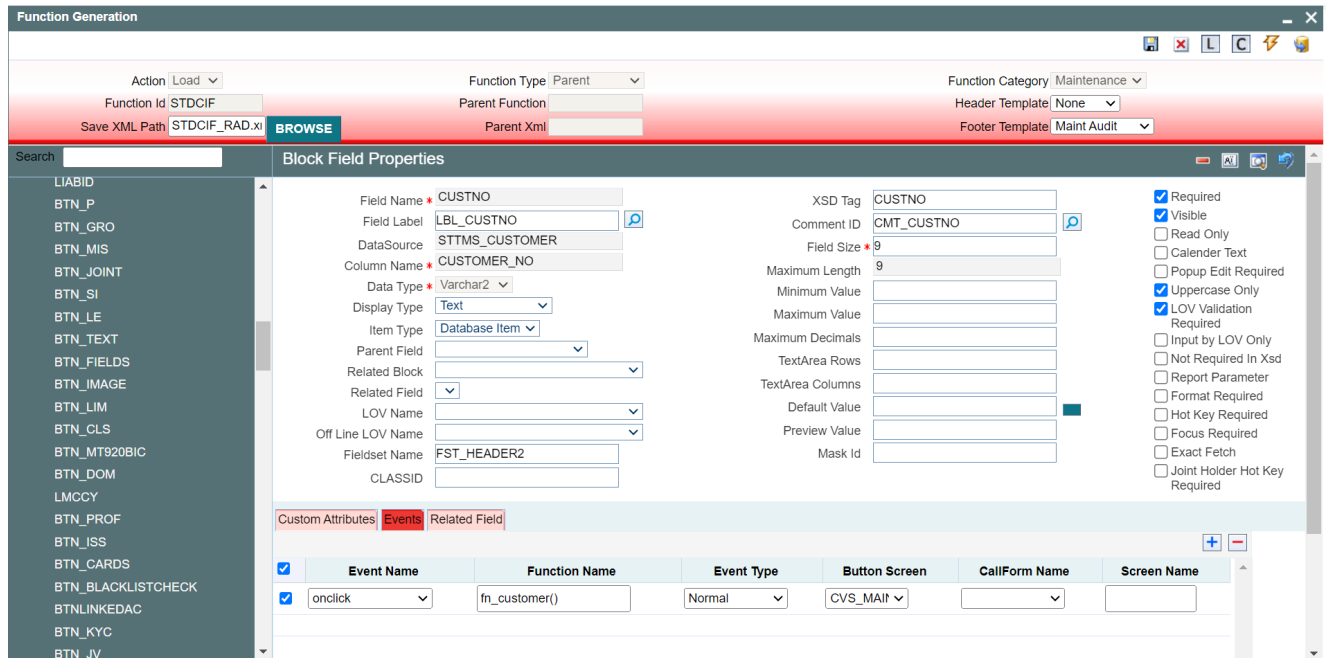 Function Generation
L C
Action Load Function Type Parent Function Category Maintenance
Function Id STDCIF Parent Function Header Template None
Save XML Path STDCIF_RAD.x BROWSE Parent Xml Footer Template Maint Audit
Search Block Field Properties
LIABID
BTN_P
BTN_GRO
BTN_MIS
BTN_JOINT
BTN_SI
BTN_LE
BTN_TEXT
BTN_FIELDS
BTN_IMAGE
BTN_LIM
BTN_CLS
BTN_MT920BIC
BTN_DOM
LMCCY
BTN_PROF
BTN_ISS
BTN_CARDS
BTN_BLACKLISTCHECK
BTNLINKEDAC
BTN_KYC
BTN_JV
Field Name * CUSTNO
Field Label LBL_CUSTNO
DataSource STTMS_CUSTOMER
Column Name * CUSTOMER_NO
Data Type * Varchar2
Display Type Text
Item Type Database Item
Parent Field
Related Block
Related Field
LOV Name
Off Line LOV Name
Fieldset Name FST_HEADER2
CLASSID
XSD Tag CUSTNO
Comment ID CMT_CUSTNO
Field Size * 9
Maximum Length 9
Minimum Value
Maximum Value
Maximum Decimals
TextArea Rows
TextArea Columns
Default Value
Preview Value
Mask Id
Required
Visible
Read Only
Calender Text
Popup Edit Required
Uppercase Only
LOV Validation
Required
Input by LOV Only
Not Required In Xsd
Report Parameter
Format Required
Hot Key Required
Focus Required
Exact Fetch
Joint Holder Hot Key
Required
Custom Attributes Events Related Field
Event Name Function Name Event Type Button Screen CallForm Name Screen Name
onclick fn_customer() Normal CVS_MAIN